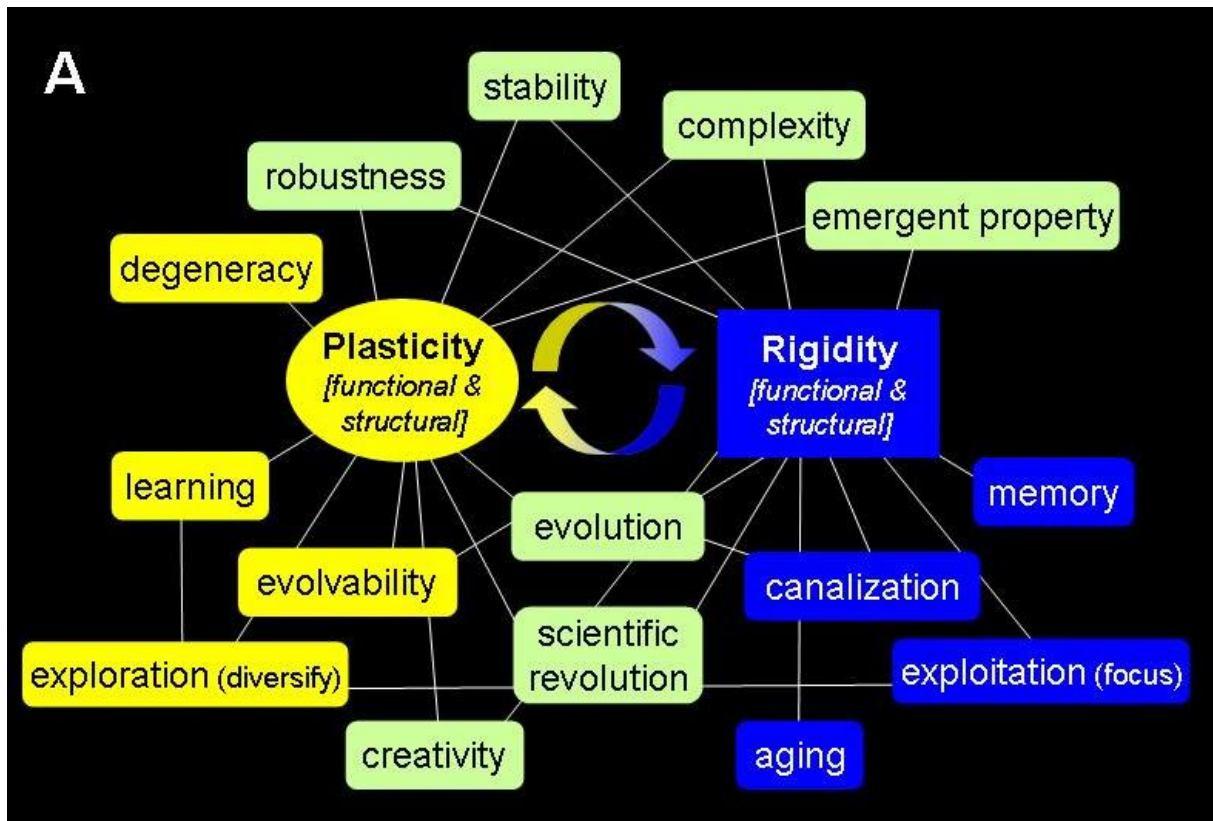 A
stability
complexity
robustness
emergent property
degeneracy
Plasticity
[functional &
structural]
Rigidity
[functional &
structural]
learning
memory
evolution
evolvability
canalization
scientific
revolution
exploration (diversify)
exploitation (focus)
creativity
aging